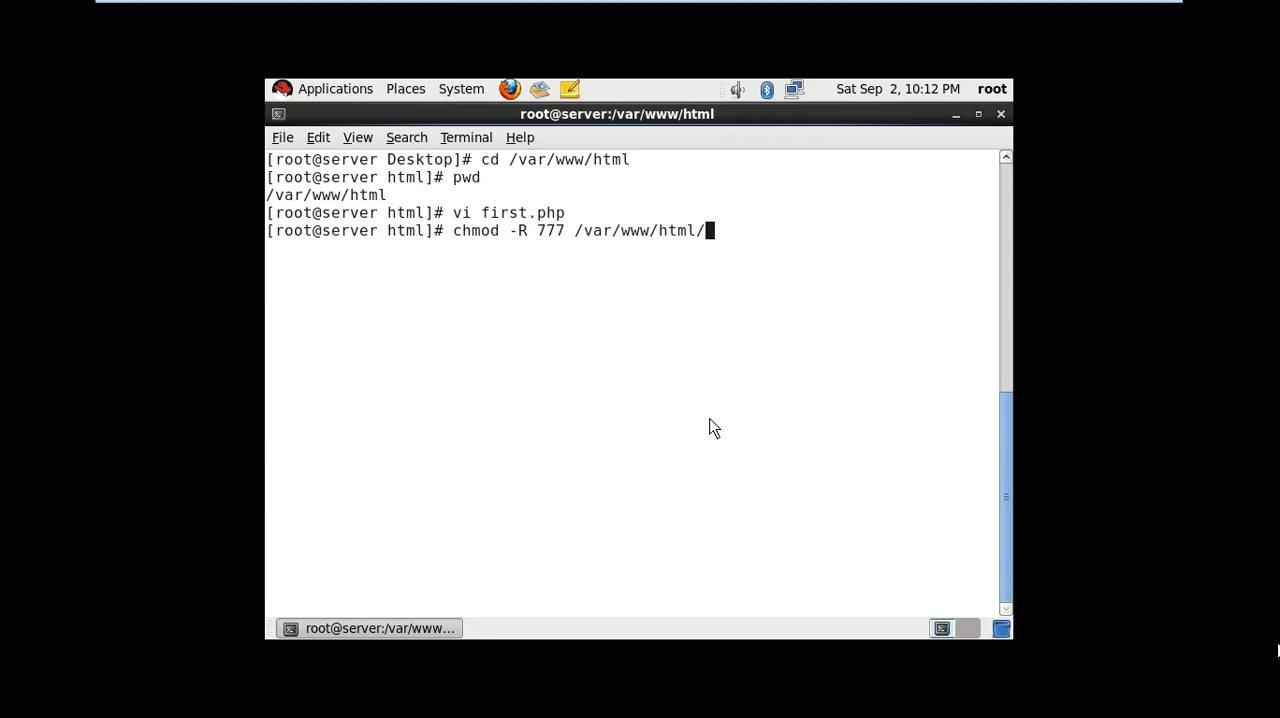 Applications Places System Sat Sep 2, 10:12 PM root
root@server:/var/www/html
File Edit View Search Terminal Help
[root@server Desktop]# cd /var/www/html
[root@server html]# pwd
/var/www/html
[root@server html]# vi first.php
[root@server html]# chmod -R 777 /var/www/html/
root@server:/var/www...